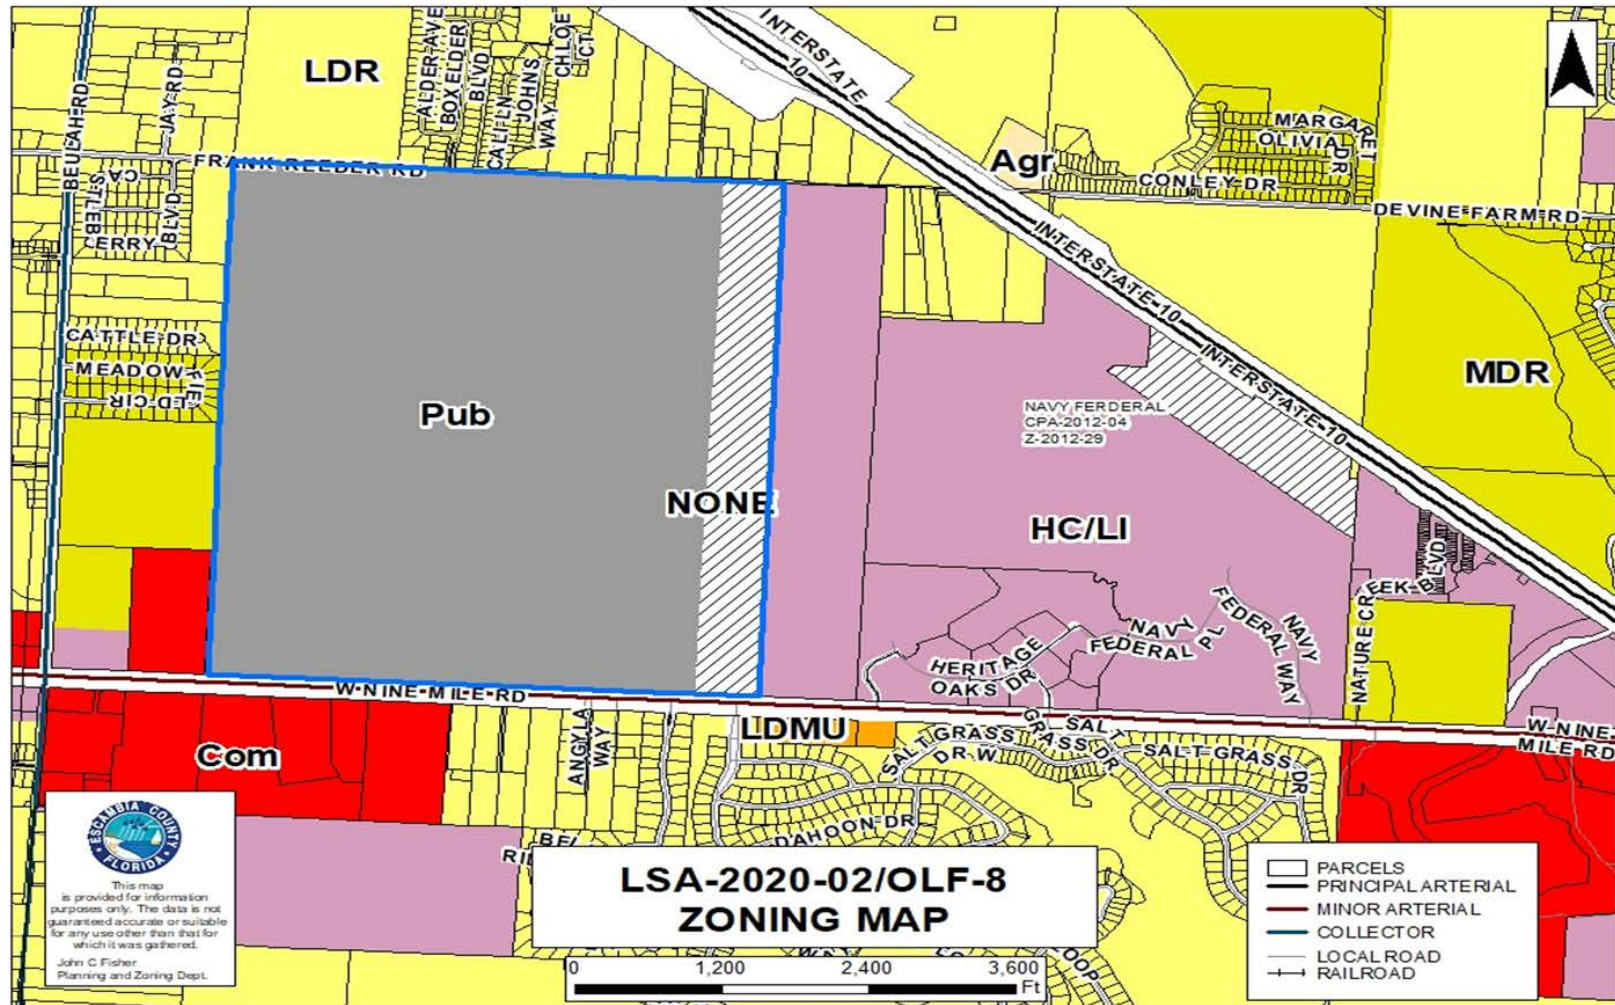 INTERSTATE
10
LDR
ALDER AVE
BOX ELDER
BLVD
CALI LN
JOHNS
WAY
CHLOE
CT
BEULAH RD
JAY RD
FRANK REEDER RD
Agr
MARGARET
DR
OLIVIA
CONLEY DR
DEVINE FARM RD
BLVD
INTERSTATE 10
INTERSTATE 10
CATTLE DR
MEADOW
FIE
LD CIR
Pub
NONE
NAVY FERDERAL
CPA-2012-04
Z-2012-29
MDR
HC/LI
HERITAGE
OAKS DR
NAVY
FEDERAL PL
NAVY
FEDERAL WAY
NATURE CREEK BLVD
W NINE MILE RD
W NINE
MILE RD
Com
ANGYLA
WAY
LDMU
SALT GRASS
DR W
SALT
GRASS DR
SALT GRASS DR
DAHOON DR
ESCAMBIA COUNTY
FLORIDA
This map
is provided for information
purposes only. The data is not
guaranteed accurate or suitable
for any use other than that for
which it was gathered.
John C Fisher
Planning and Zoning Dept.
LSA-2020-02/OLF-8
ZONING MAP
0 1,200 2,400 3,600
Ft
PARCELS
PRINCIPAL ARTERIAL
MINOR ARTERIAL
COLLECTOR
LOCAL ROAD
RAILROAD